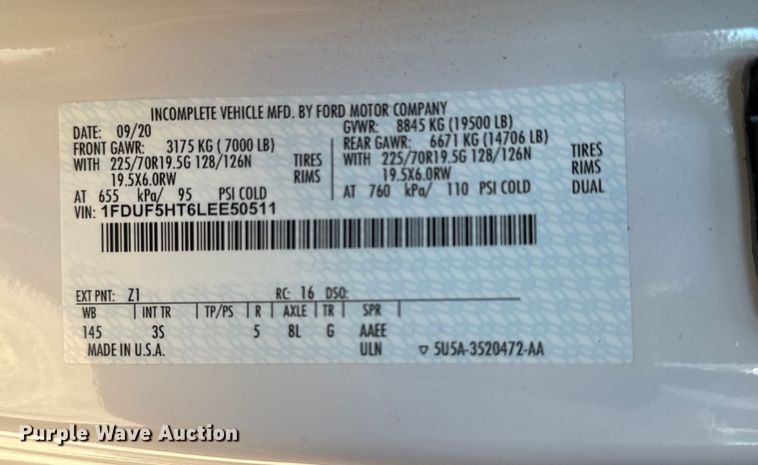 INCOMPLETE VEHICLE MFD. BY FORD MOTOR COMPANY
DATE: 09/20 GVWR: 8845 KG (19500 LB)
FRONT GAWR: 3175 KG ( 7000 LB) REAR GAWR: 6671 KG (14706 LB)
WITH 225/70R19.5G 128/126N TIRES WITH 225/70R19.5G 128/126N TIRES
19.5X6.0RW RIMS 19.5X6.0RW RIMS
AT 655 kPa/ 95 PSI COLD AT 760 kPa/ 110 PSI COLD DUAL
VIN: 1FDUF5HT6LEE50511
EXT PNT: Z1 RC: 16 DSO:
WB INT TR TP/PS R AXLE TR SPR
145 3S 5 8L G AAEE
MADE IN U.S.A. ULN ▽ 5U5A-3520472-AA
Purple Wave Auction